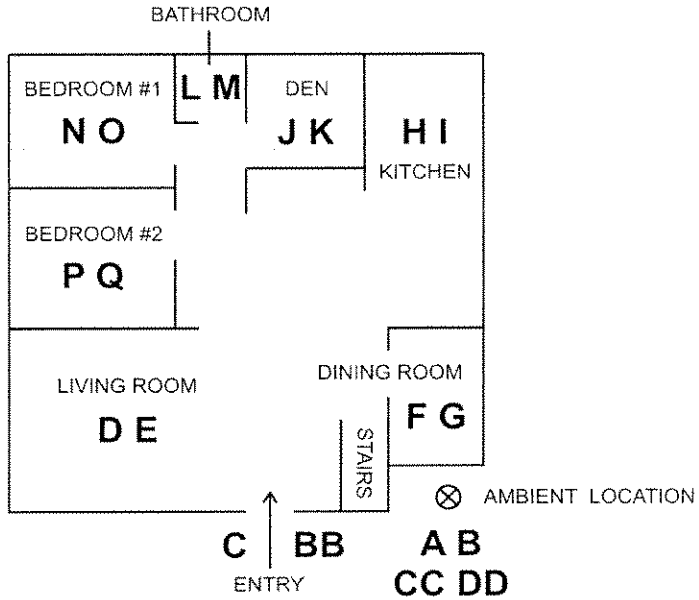 BATHROOM
BEDROOM #1
L M
DEN
N O
J K
H I
KITCHEN
BEDROOM #2
P Q
LIVING ROOM
DINING ROOM
D E
F G
STAIRS
AMBIENT LOCATION
C
BB
A B
ENTRY
CC DD